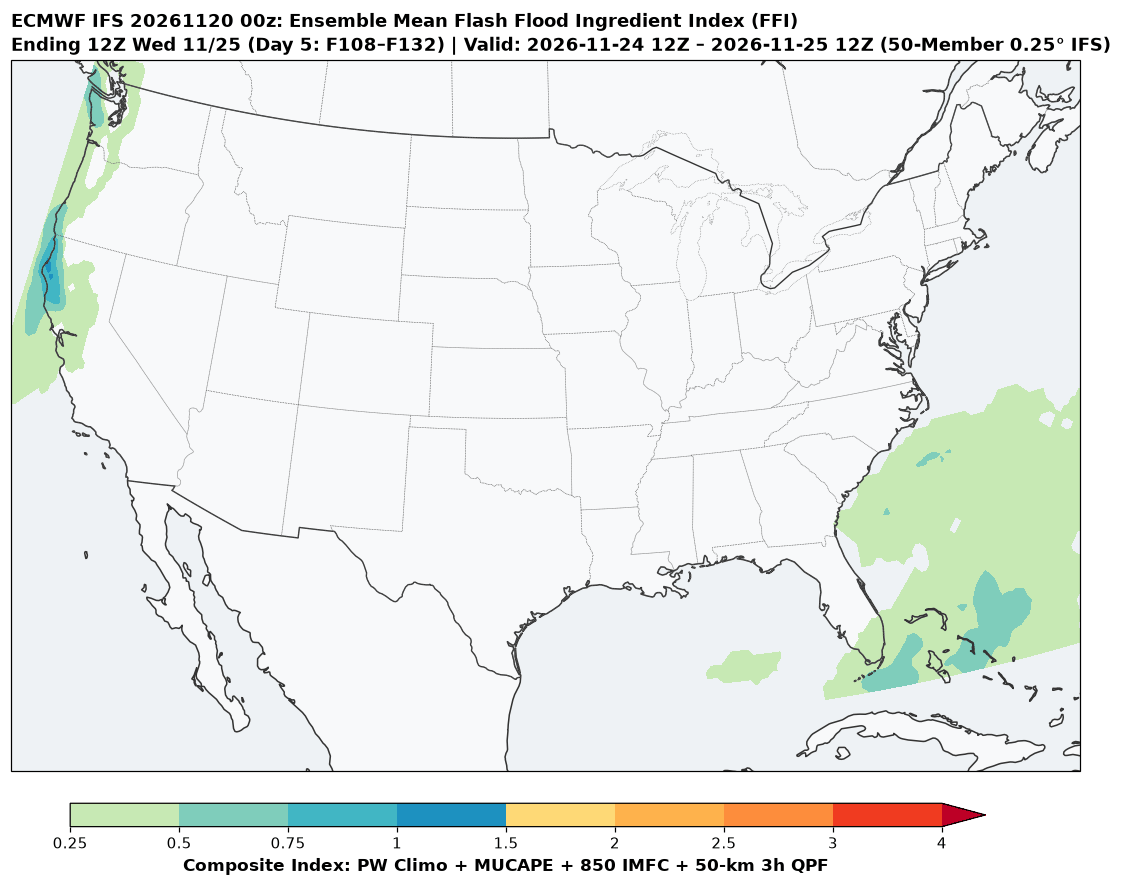 ECMWF IFS 20261120 00z: Ensemble Mean Flash Flood Ingredient Index (FFI)
Ending 12Z Wed 11/25 (Day 5: F108–F132) | Valid: 2026-11-24 12Z – 2026-11-25 12Z (50-Member 0.25° IFS)
0.25 0.5 0.75 1 1.5 2 2.5 3 4
Composite Index: PW Climo + MUCAPE + 850 IMFC + 50-km 3h QPF